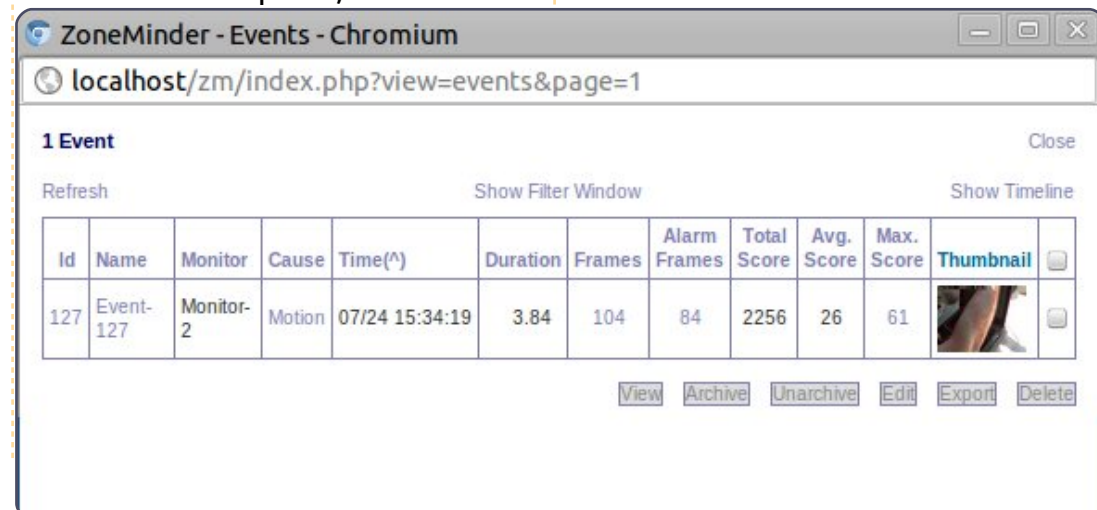 ZoneMinder - Events - Chromium
localhost/zm/index.php?view=events&page=1
1 Event Close
Refresh Show Filter Window Show Timeline
Id Name Monitor Cause Time(^) Duration Frames Alarm Frames Total Score Avg. Score Max. Score Thumbnail
127 Event-127 Monitor-2 Motion 07/24 15:34:19 3.84 104 84 2256 26 61
View Archive Unarchive Edit Export Delete